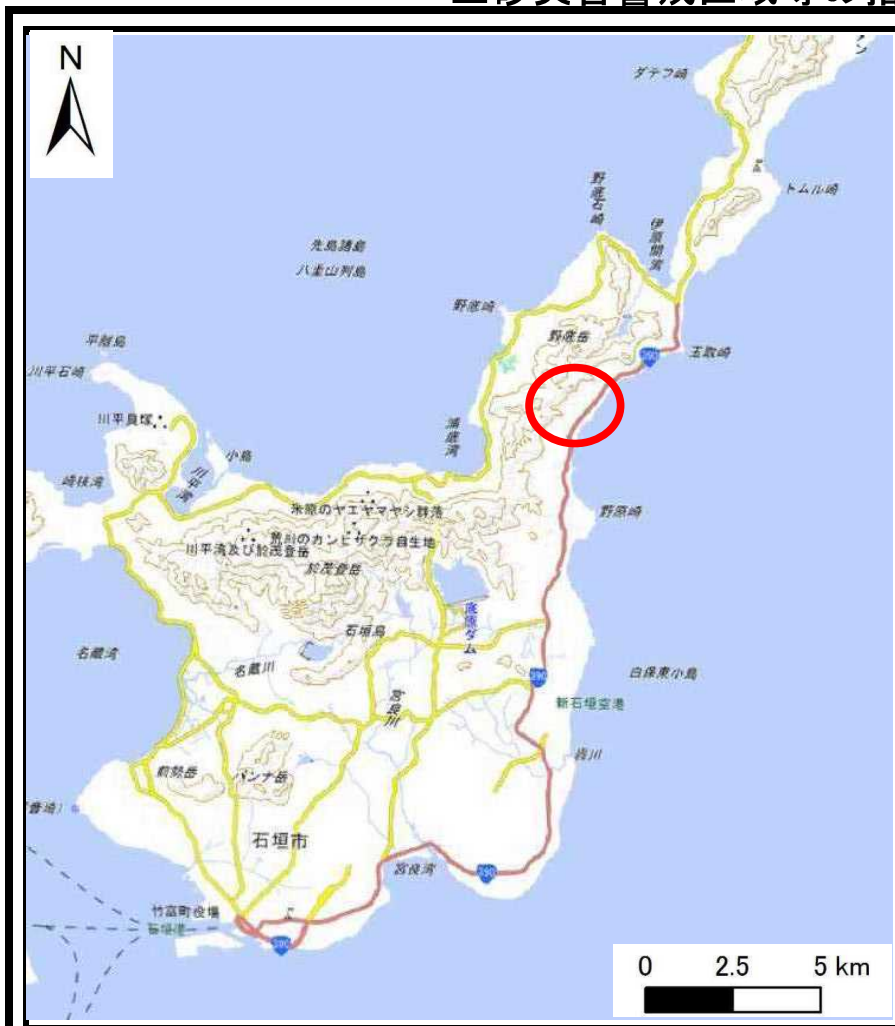 N
ダテフ崎
トムル崎
野底石崎
伊原間湾
先島諸島
八重山列島
野底崎
野底岳
390
玉取崎
平離島
川平石崎
川平貝塚
小島
川平湾
崎枝湾
浦底湾
米原のヤエヤマヤシ群落
荒川のカンヒザクラ自生地
川平湾及び於茂登岳
於茂登岳
野原崎
底原ダム
石垣島
名蔵湾
名蔵川
宮良川
390
白保東小島
新石垣空港
轟川
前勢岳
バンナ岳
石垣市
宮良湾
390
竹富町役場
石垣港
390
0 2.5 5 km